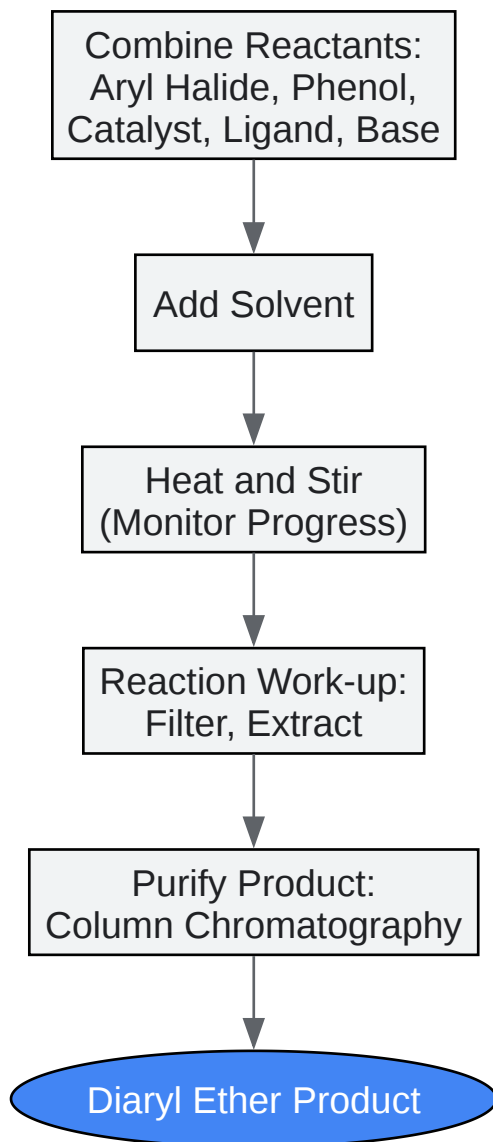 Combine Reactants:
Aryl Halide, Phenol,
Catalyst, Ligand, Base
Add Solvent
Heat and Stir
(Monitor Progress)
Reaction Work-up:
Filter, Extract
Purify Product:
Column Chromatography
Diaryl Ether Product